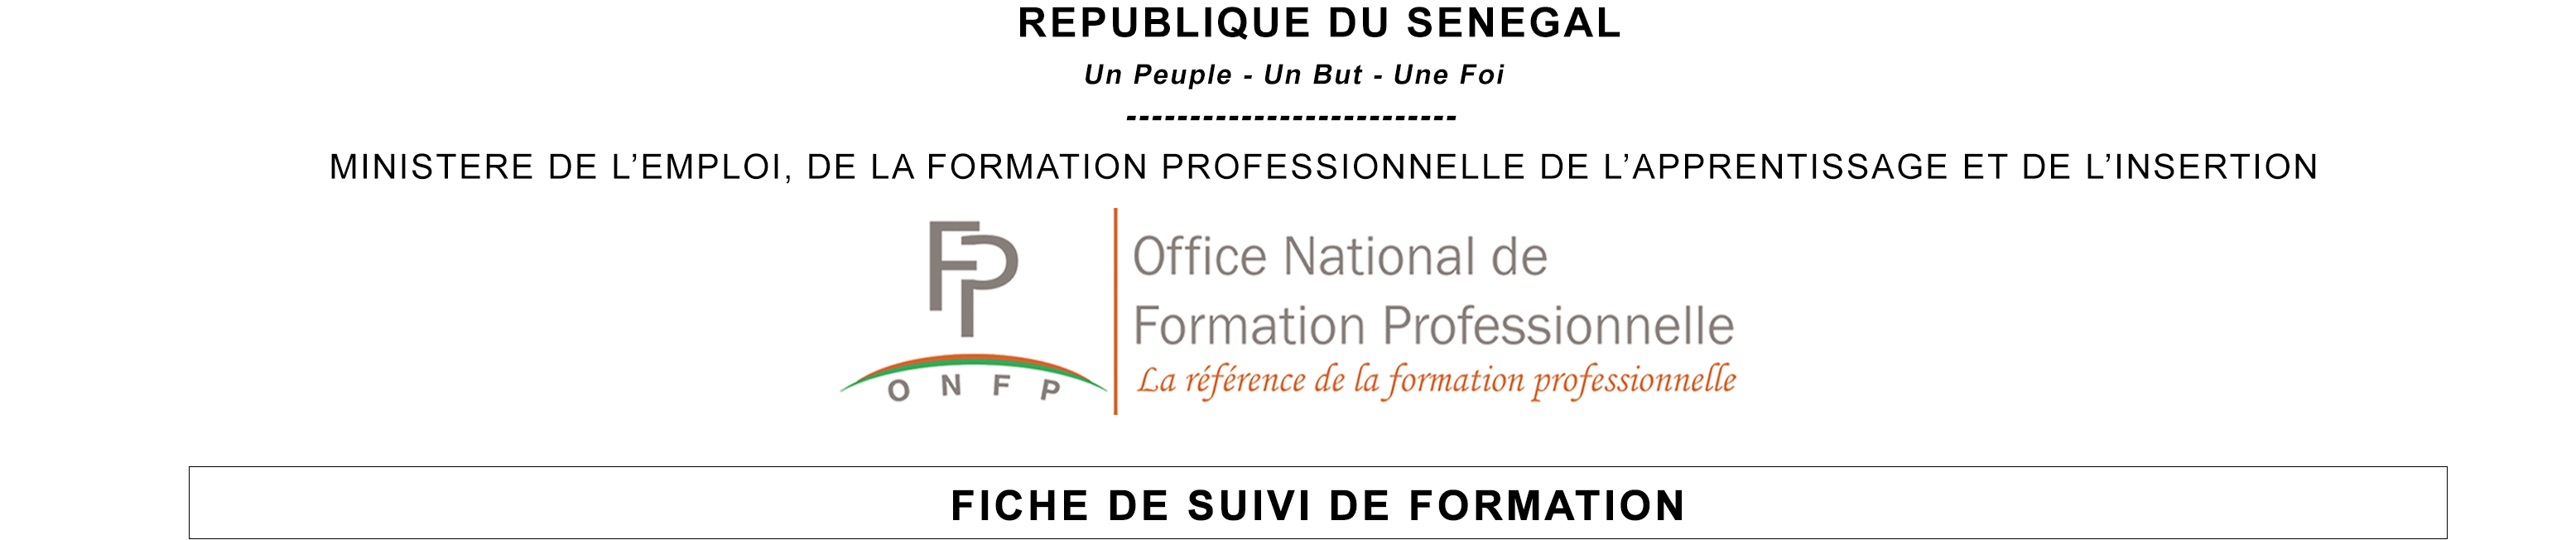 REPUBLIQUE DU SENEGAL
Un Peuple - Un But - Une Foi
--------------------------
MINISTERE DE L’EMPLOI, DE LA FORMATION PROFESSIONNELLE DE L’APPRENTISSAGE ET DE L’INSERTION
FP
ONFP
Office National de
Formation Professionnelle
La référence de la formation professionnelle
FICHE DE SUIVI DE FORMATION